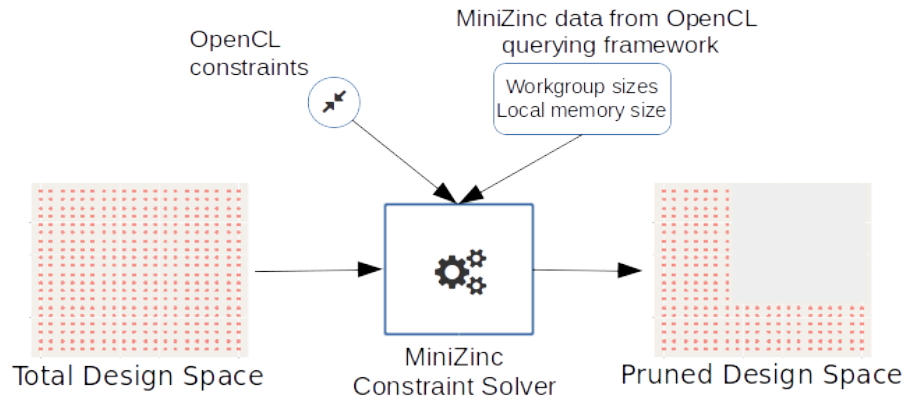 OpenCL
constraints
MiniZinc data from OpenCL
querying framework
Workgroup sizes
Local memory size
Total Design Space
MiniZinc
Constraint Solver
Pruned Design Space